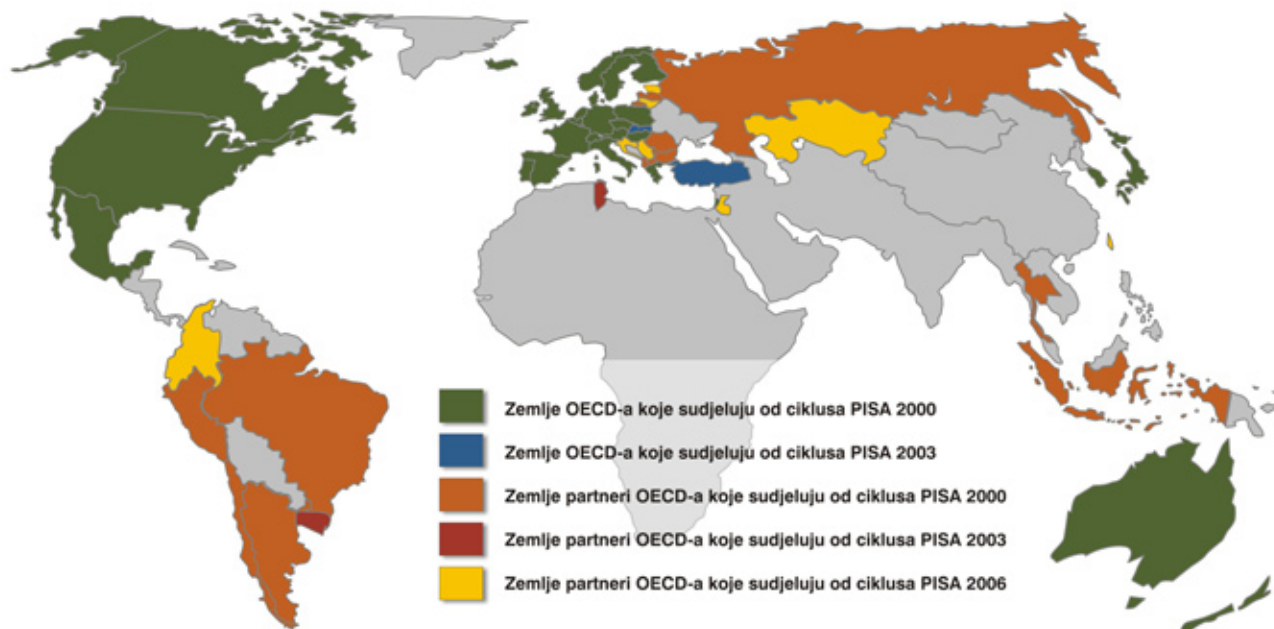 Zemlje OECD-a koje sudjeluju od ciklusa PISA 2000
Zemlje OECD-a koje sudjeluju od ciklusa PISA 2003
Zemlje partneri OECD-a koje sudjeluju od ciklusa PISA 2000
Zemlje partneri OECD-a koje sudjeluju od ciklusa PISA 2003
Zemlje partneri OECD-a koje sudjeluju od ciklusa PISA 2006